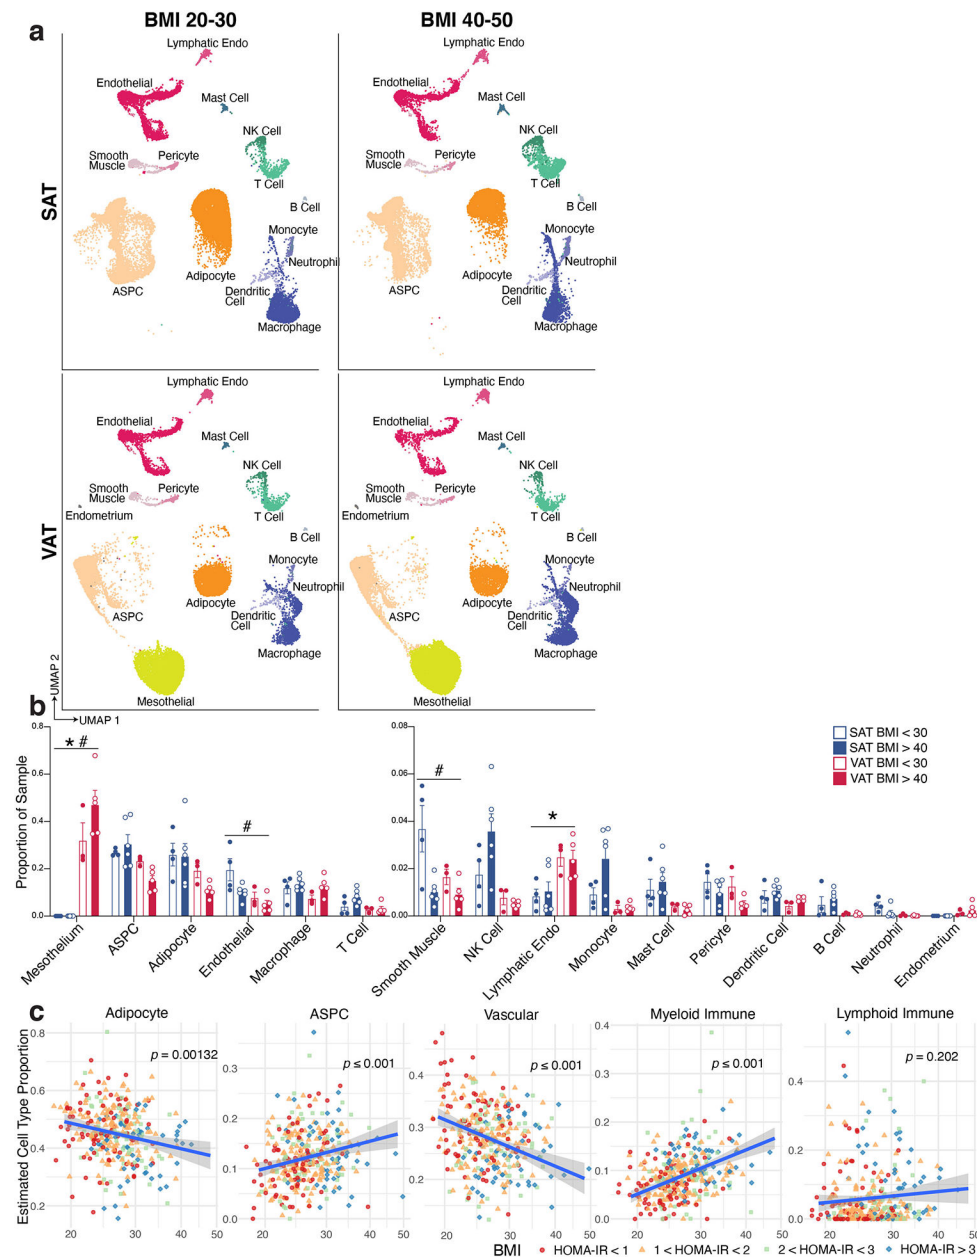 BMI 20-30
BMI 40-50
a
SAT
Lymphatic Endo
Endothelial
Mast Cell
NK Cell
Smooth
Muscle
Pericyte
T Cell
B Cell
Monocyte
Neutrophil
Adipocyte
Dendritic
Cell
ASPC
Macrophage
Lymphatic Endo
Endothelial
Mast Cell
NK Cell
Smooth
Muscle
Pericyte
T Cell
B Cell
Monocyte
Neutrophil
Adipocyte
Dendritic
Cell
ASPC
Macrophage
VAT
Lymphatic Endo
Endothelial
Mast Cell
NK Cell
Smooth
Muscle
Pericyte
Endometrium
T Cell
B Cell
Monocyte
Neutrophil
Adipocyte
Dendritic
Cell
ASPC
Macrophage
Mesothelial
Lymphatic Endo
Endothelial
Mast Cell
NK Cell
Smooth
Muscle
Pericyte
Endometrium
T Cell
B Cell
Monocyte
Neutrophil
Adipocyte
Dendritic
Cell
ASPC
Macrophage
Mesothelial
UMAP 2
UMAP 1
b
Proportion of Sample
0.8
0.6
0.4
0.2
0.0
* #
#
Mesothelium
ASPC
Adipocyte
Endothelial
Macrophage
T Cell
0.08
0.06
0.04
0.02
0.00
#
*
Smooth Muscle
NK Cell
Lymphatic Endo
Monocyte
Mast Cell
Pericyte
Dendritic Cell
B Cell
Neutrophil
Endometrium
SAT BMI < 30
SAT BMI > 40
VAT BMI < 30
VAT BMI > 40
c
Estimated Cell Type Proportion
Adipocyte
p = 0.00132
0.8
0.6
0.4
0.2
20
30
40
50
ASPC
p ≤ 0.001
0.3
0.2
0.1
0.0
20
30
40
50
Vascular
p ≤ 0.001
0.4
0.3
0.2
20
30
40
50
Myeloid Immune
p ≤ 0.001
0.4
0.3
0.2
0.1
0.0
20
30
40
50
Lymphoid Immune
p = 0.202
0.4
0.2
0.0
20
30
40
50
BMI
HOMA-IR < 1
1 < HOMA-IR < 2
2 < HOMA-IR < 3
HOMA-IR > 3